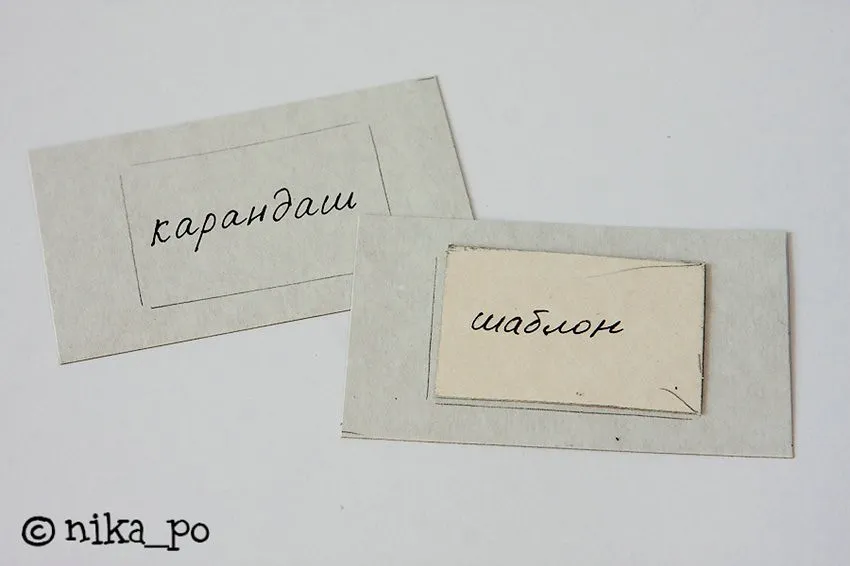 карандаш
шаблон
© nika_po